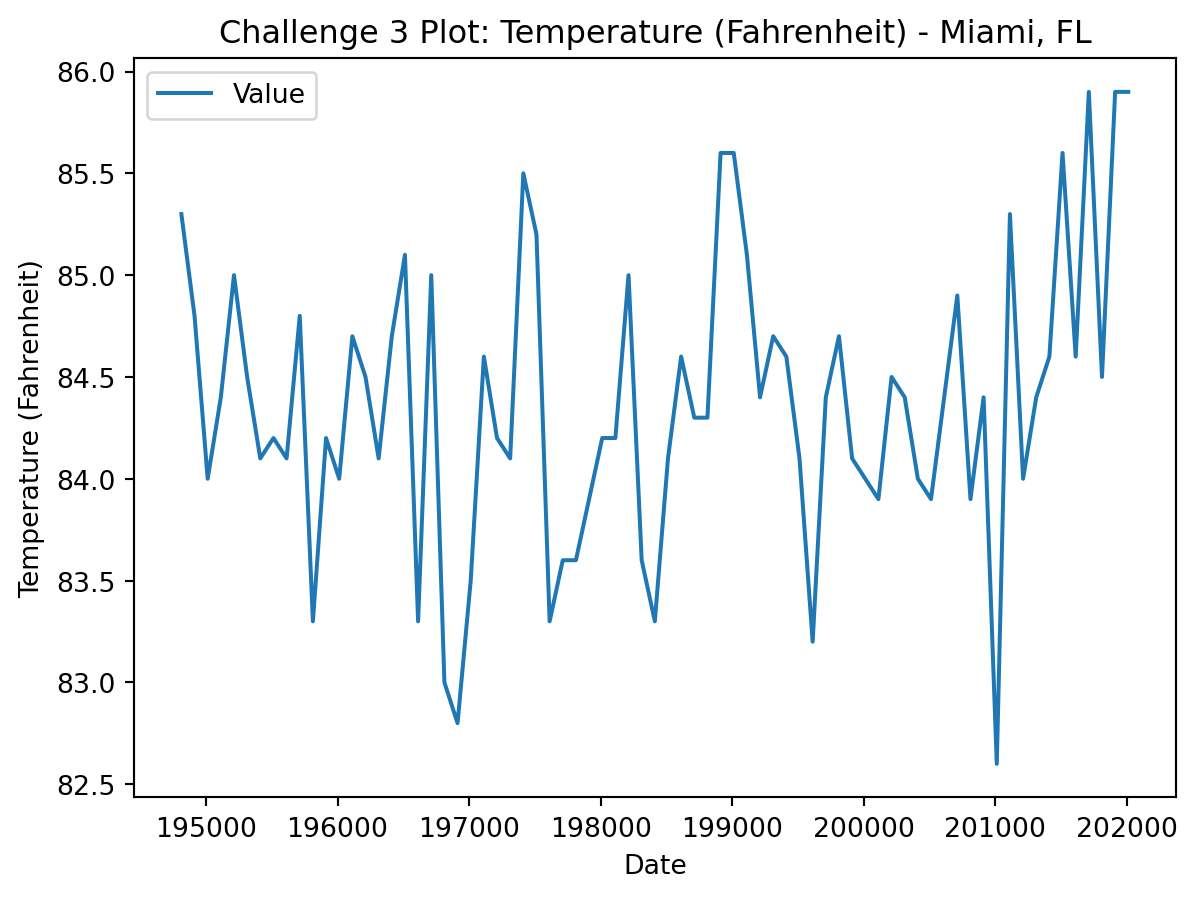 Challenge 3 Plot: Temperature (Fahrenheit) - Miami, FL
Value
Temperature (Fahrenheit)
86.0
85.5
85.0
84.5
84.0
83.5
83.0
82.5
195000 196000 197000 198000 199000 200000 201000 202000
Date